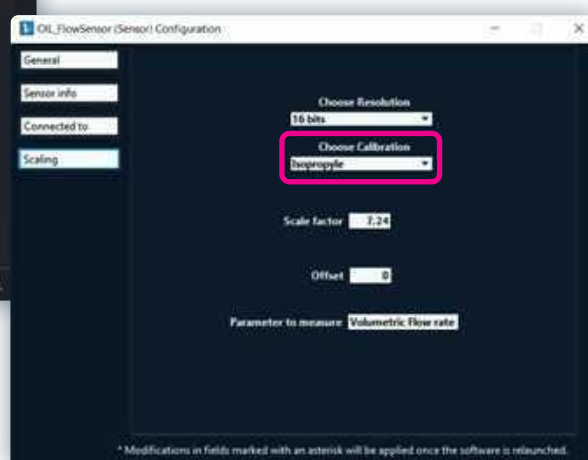 OIL_FlowSensor (Sensor) Configuration
General
Sensor info
Connected to
Scaling
Choose Resolution
16 bits
Choose Calibration
Isopropyle
Scale factor 7.24
Offset 0
Parameter to measure Volumetric Flow rate
* Modifications in fields marked with an asterisk will be applied once the software is relaunched.